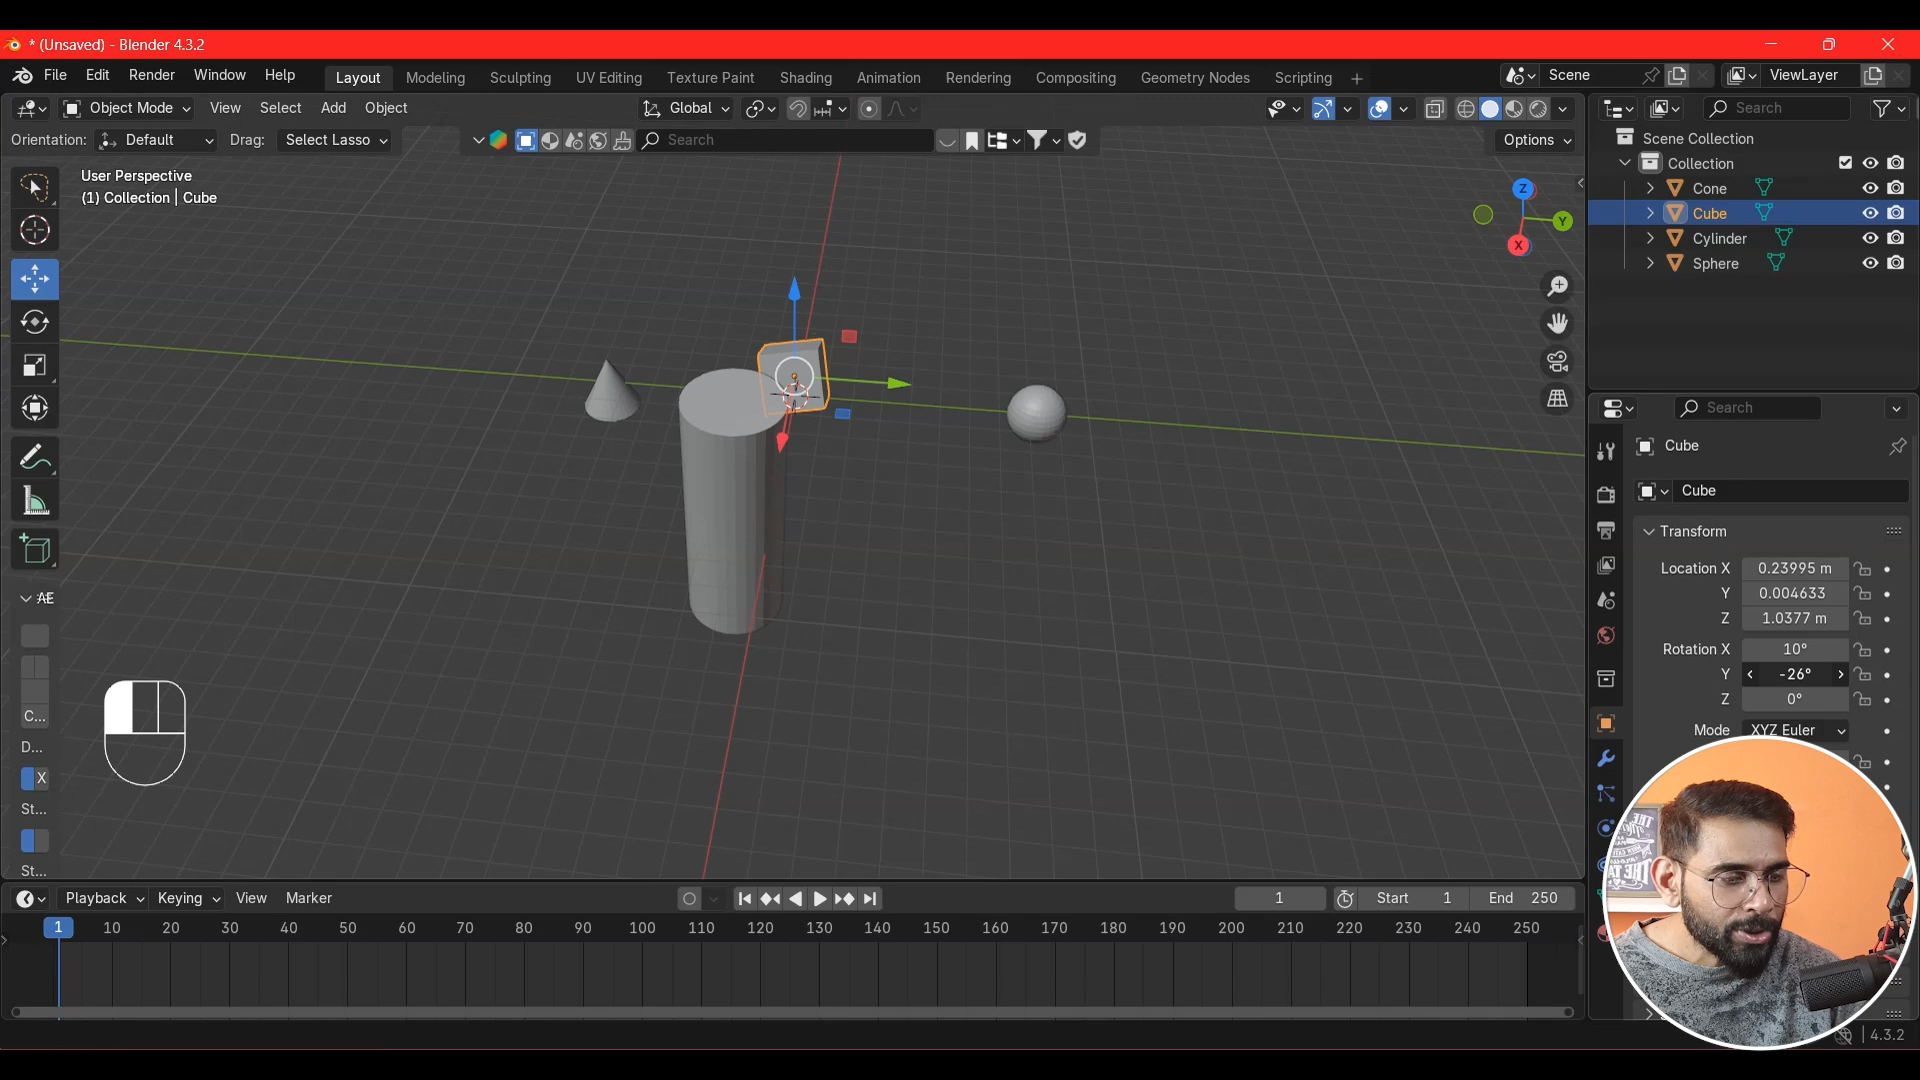 * (Unsaved) - Blender 4.3.2
File Edit Render Window Help Layout Modeling Sculpting UV Editing Texture Paint Shading Animation Rendering Compositing Geometry Nodes Scripting + Scene ViewLayer
Object Mode View Select Add Object Global Search
Orientation: Default Drag: Select Lasso Search Options
User Perspective
(1) Collection | Cube
Z
Y
X
Scene Collection
Collection
Cone
Cube
Cylinder
Sphere
Search
Cube
Cube
Transform
Location X 0.23995 m
Y 0.004633
Z 1.0377 m
Rotation X 10°
Y -26°
Z 0°
Mode XYZ Euler
AE
C...
D...
X
St...
St...
Playback Keying View Marker 1 Start 1 End 250
1 10 20 30 40 50 60 70 80 90 100 110 120 130 140 150 160 170 180 190 200 210 220 230 240 250
4.3.2